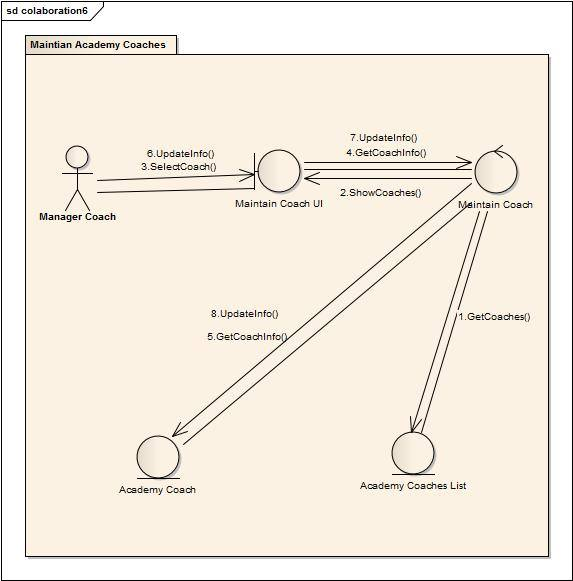 sd colaboration6
Maintian Academy Coaches
7.UpdateInfo()
4.GetCoachInfo()
6.UpdateInfo()
3.SelectCoach()
2.ShowCoaches()
Maintain Coach UI
Maintain Coach
Manager Coach
8.UpdateInfo()
5.GetCoachInfo()
1.GetCoaches()
Academy Coach
Academy Coaches List